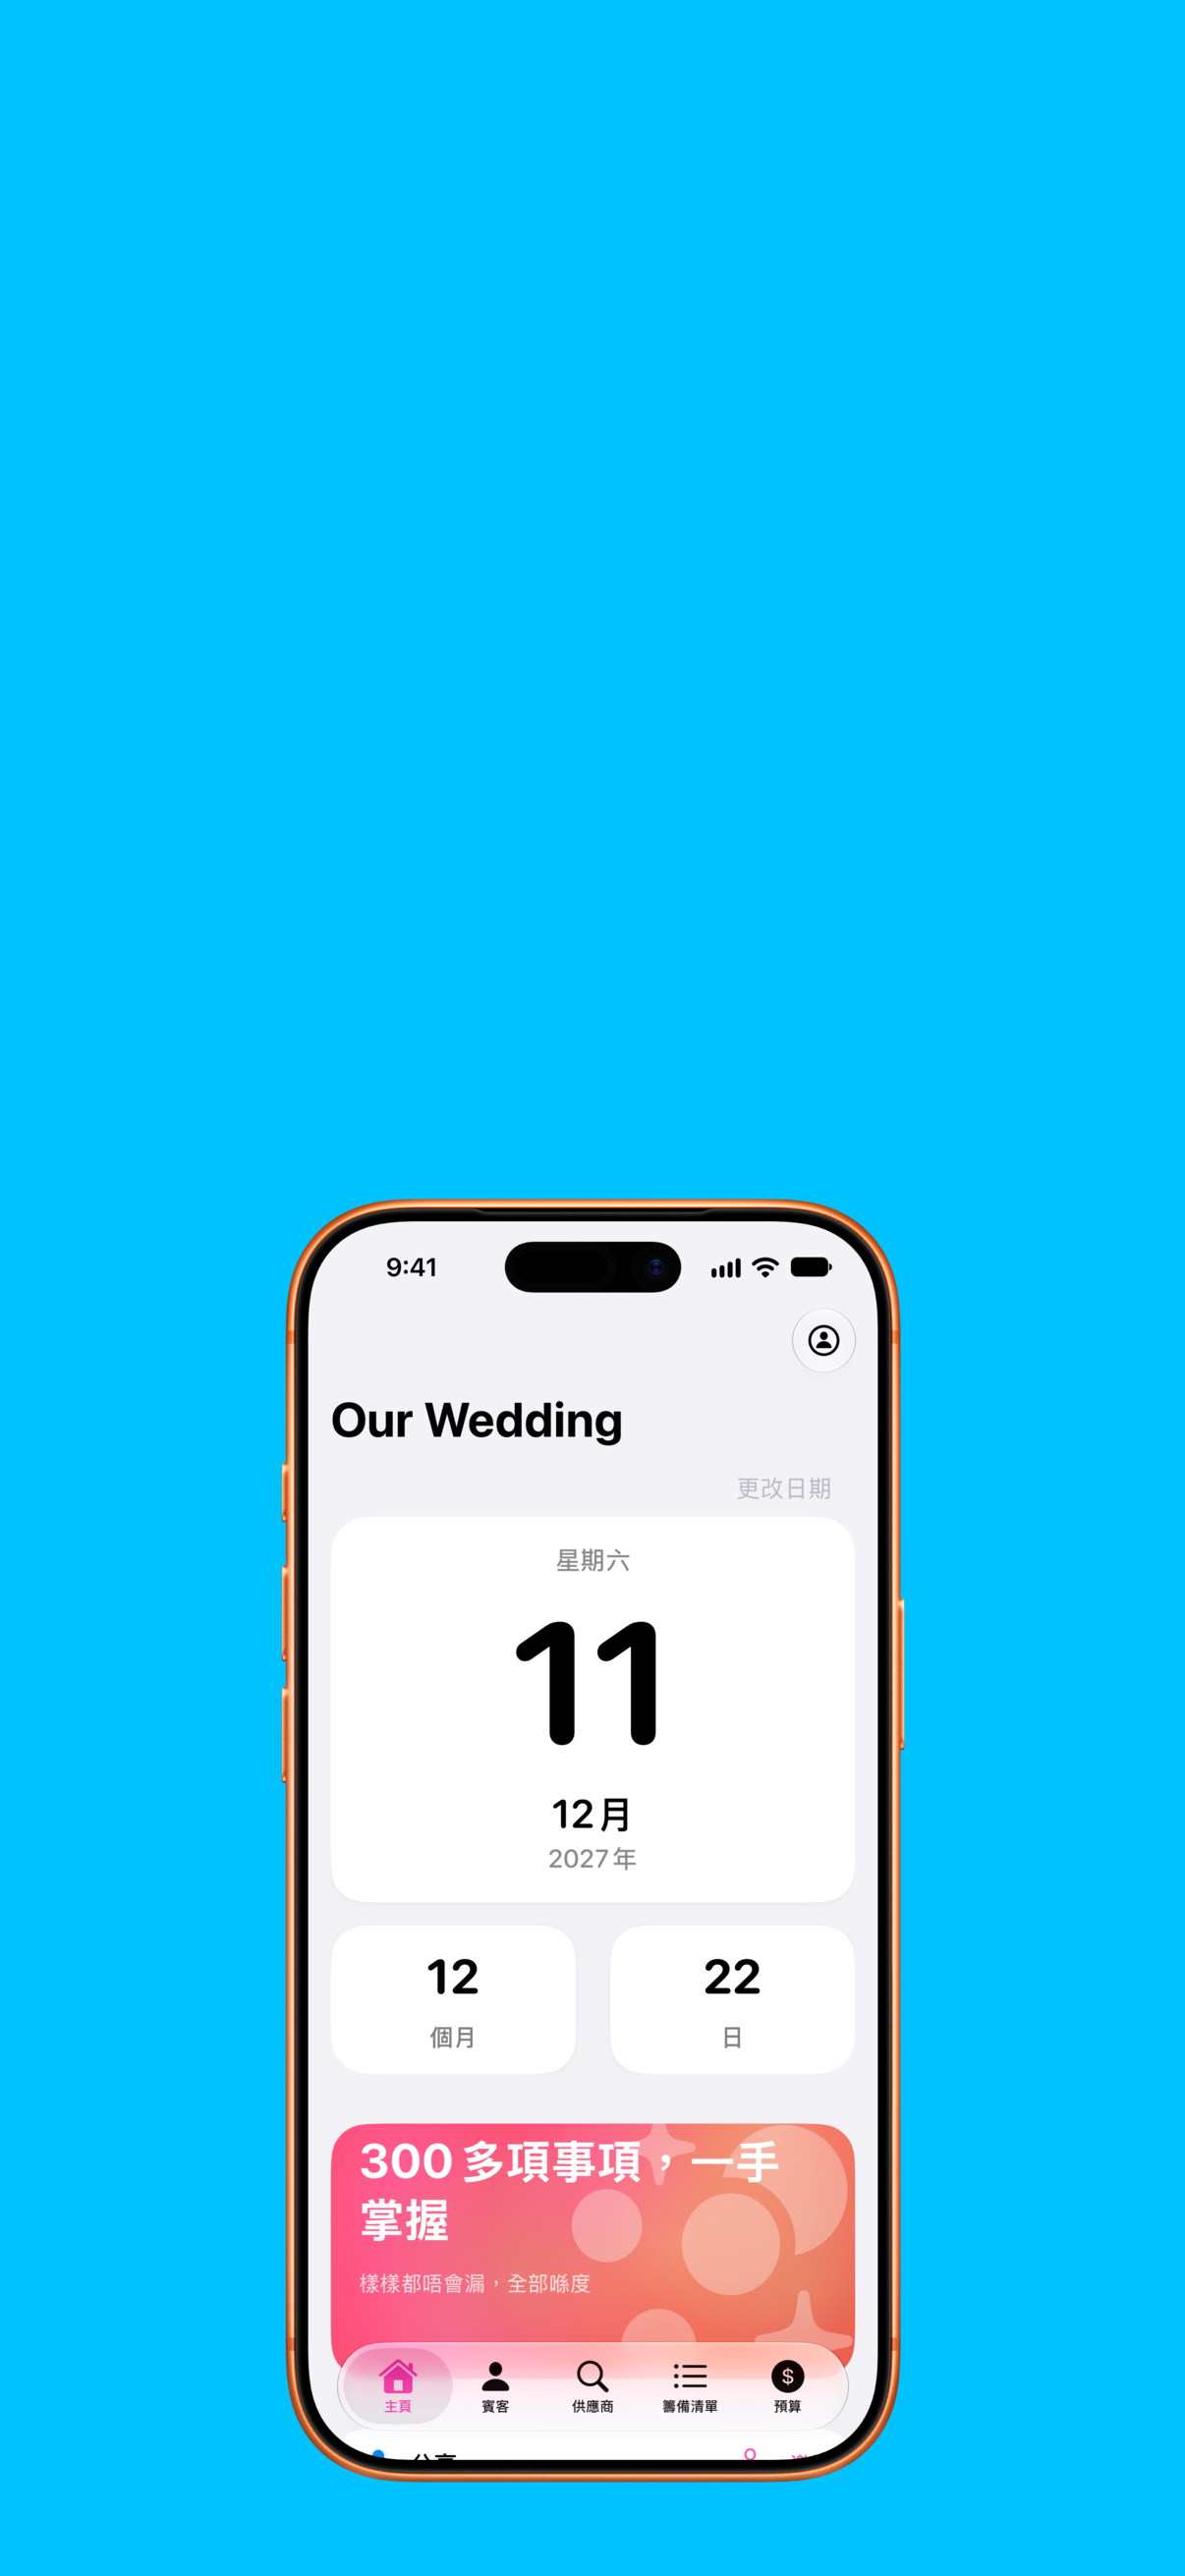 9:41
Our Wedding
更改日期
星期六
11
12月
2027年
12
22
個月
日
300多項事項，一手
掌握
樣樣都唔會漏，全部喺度
主頁
賓客
供應商
籌備清單
$
預算
分享